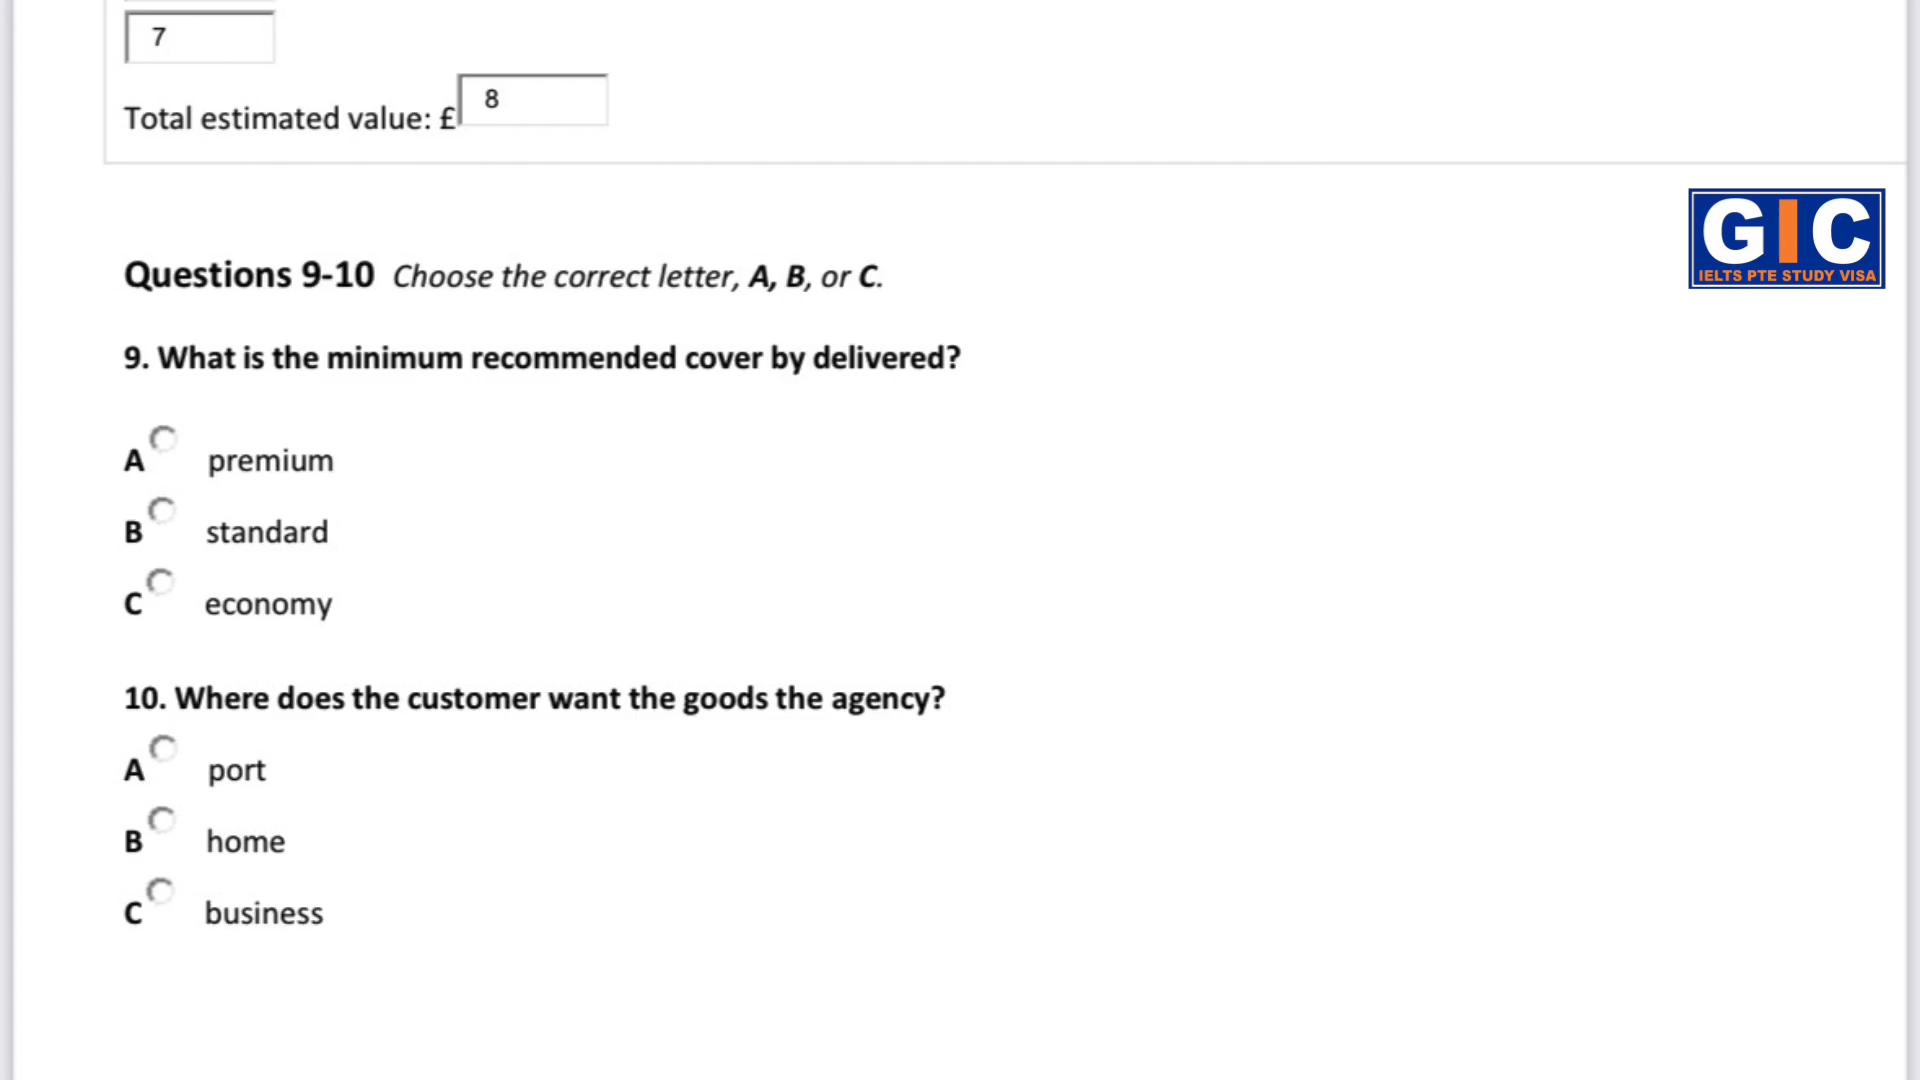 7
Total estimated value: £ 8
GIC
IELTS PTE STUDY VISA
Questions 9-10 Choose the correct letter, A, B, or C.
9. What is the minimum recommended cover by delivered?
A premium
B standard
C economy
10. Where does the customer want the goods the agency?
A port
B home
C business